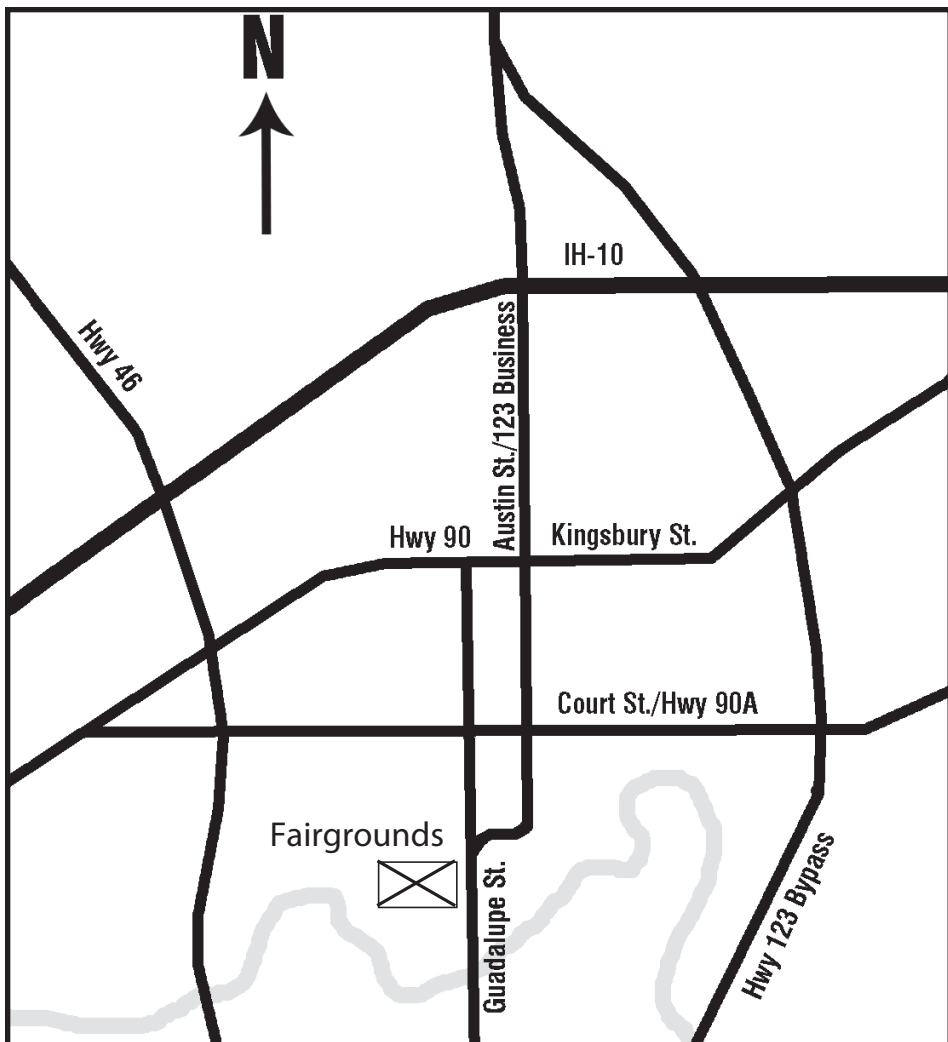 N
IH-10
Hwy 46
Austin St./123 Business
Hwy 90
Kingsbury St.
Court St./Hwy 90A
Fairgrounds
Guadalupe St.
Hwy 123 Bypass